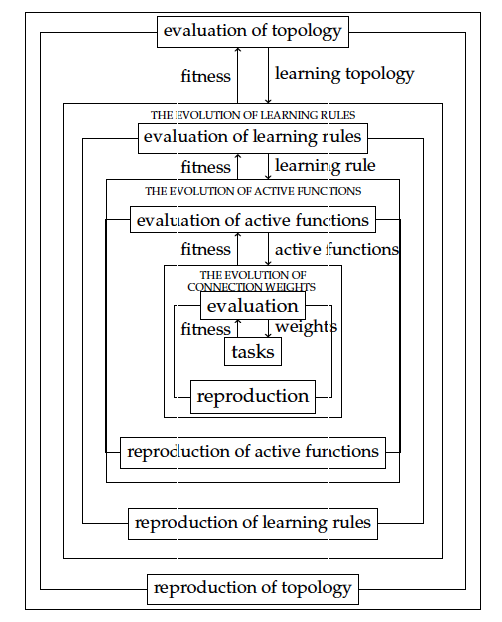 evaluation of topology
fitness
learning topology
THE EVOLUTION OF LEARNING RULES
evaluation of learning rules
fitness
learning rule
THE EVOLUTION OF ACTIVE FUNCTIONS
evaluation of active functions
fitness
active functions
THE EVOLUTION OF
CONNECTION WEIGHTS
evaluation
fitness
weights
tasks
reproduction
reproduction of active functions
reproduction of learning rules
reproduction of topology